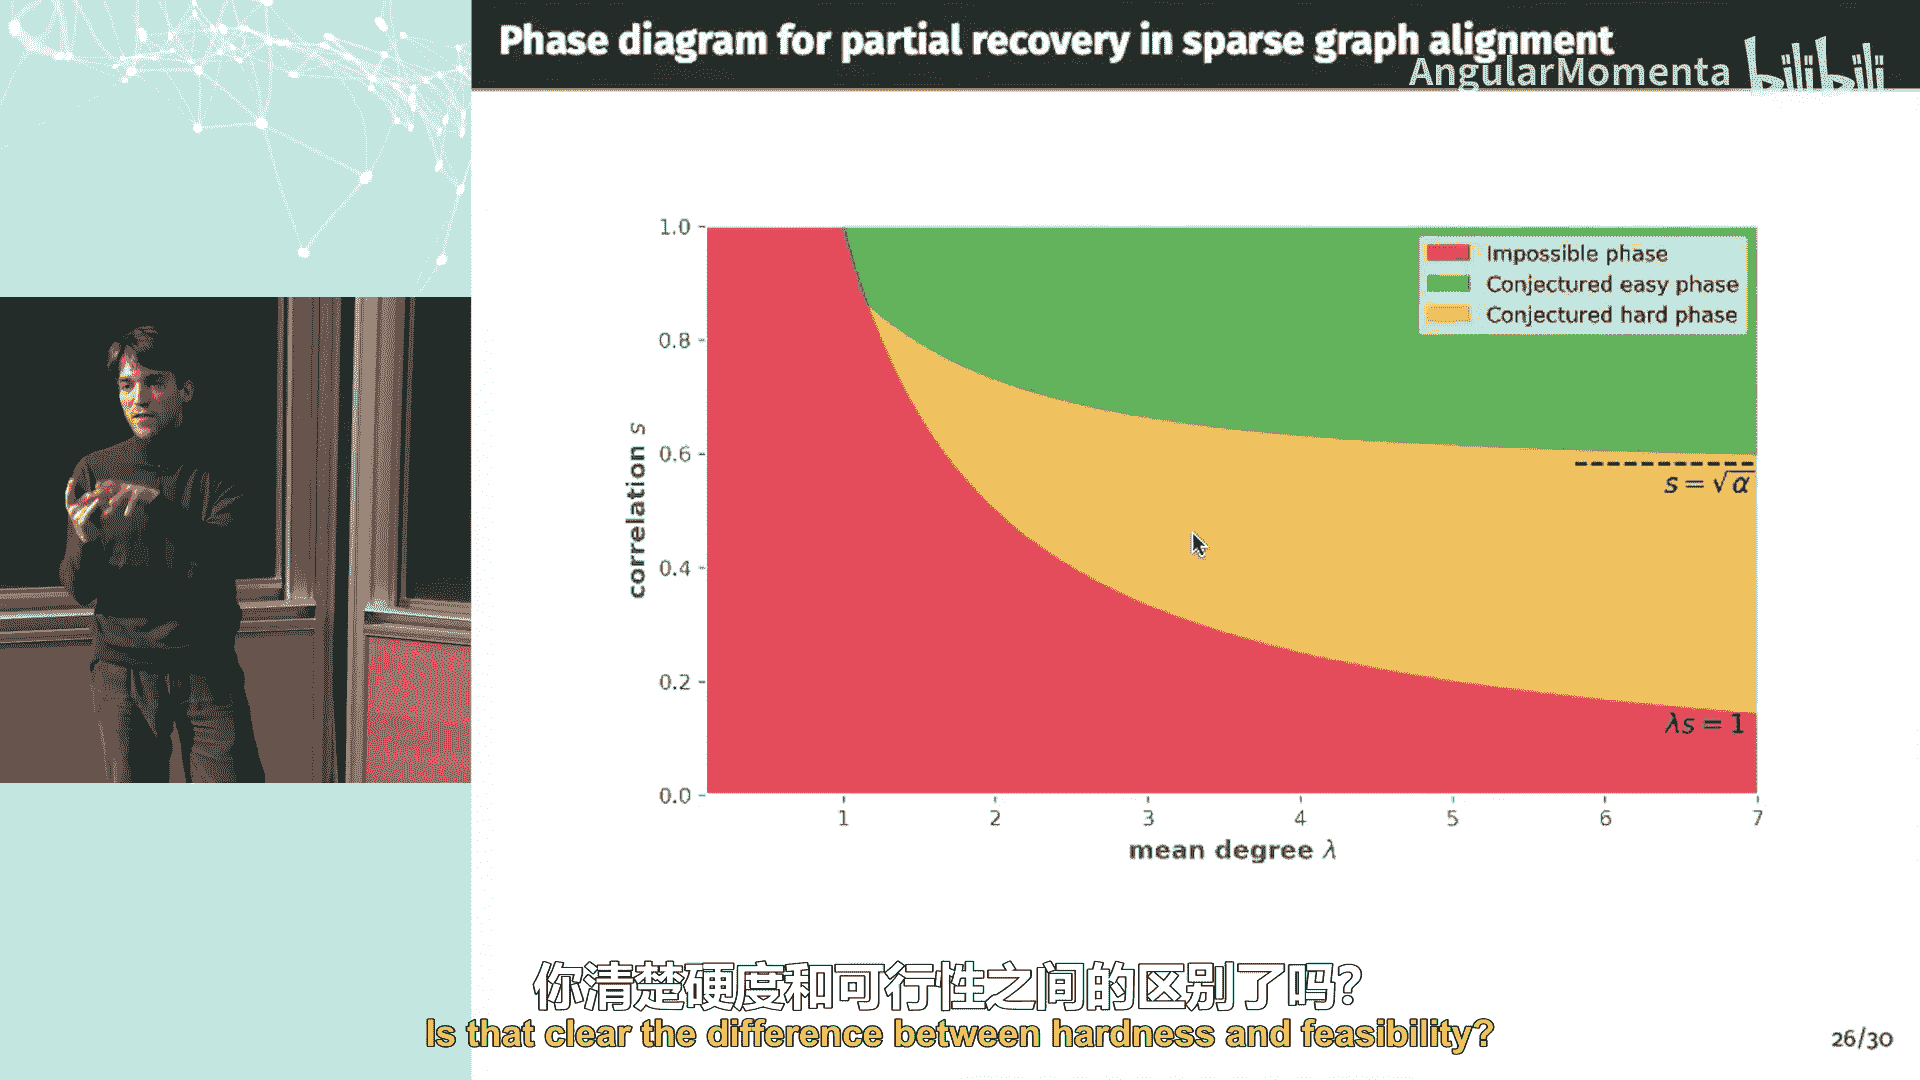 Phase diagram for partial recovery in sparse graph alignment
AngularMomenta bilibili
1.0
0.8
0.6
0.4
0.2
0.0
correlation s
Impossible phase
Conjectured easy phase
Conjectured hard phase
s = √α
λs = 1
1 2 3 4 5 6 7
mean degree λ
你清楚硬度和可行性之间的区别了吗?
Is that clear the difference between hardness and feasibility?
26/30